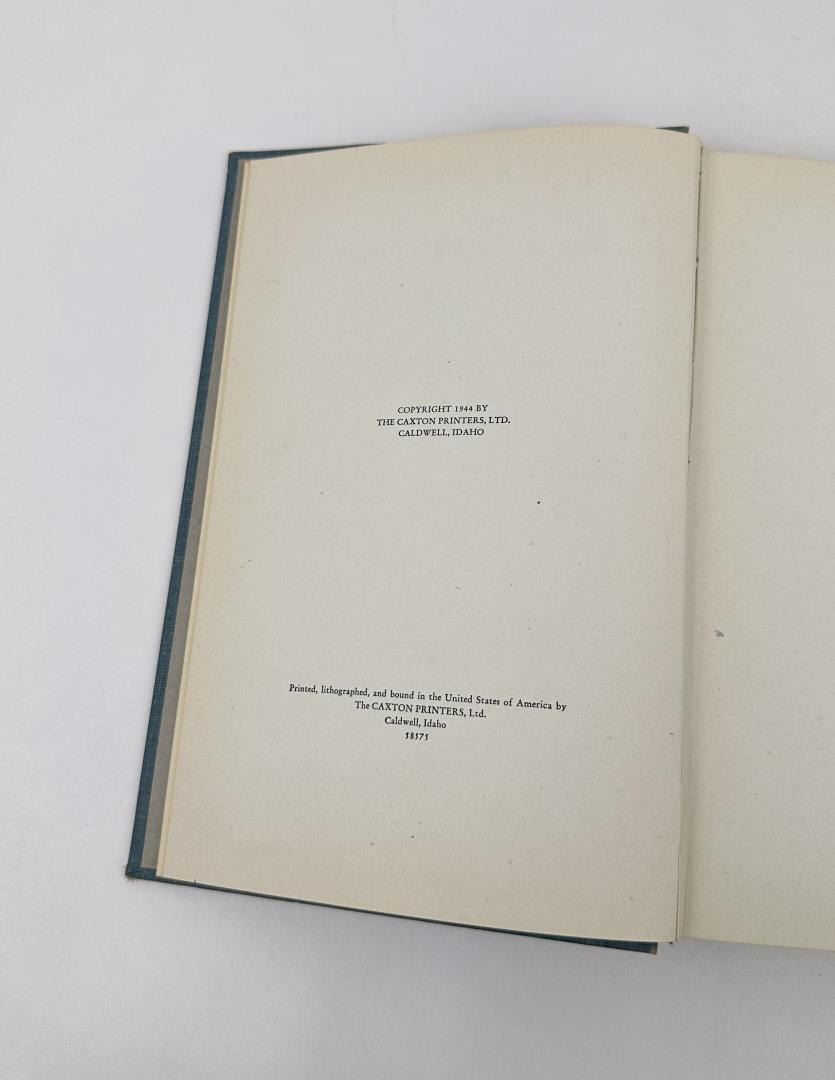 COPYRIGHT 1944 BY
THE CAXTON PRINTERS, LTD.
CALDWELL, IDAHO
Printed, lithographed, and bound in the United States of America by
The CAXTON PRINTERS, Ltd.
Caldwell, Idaho
58575